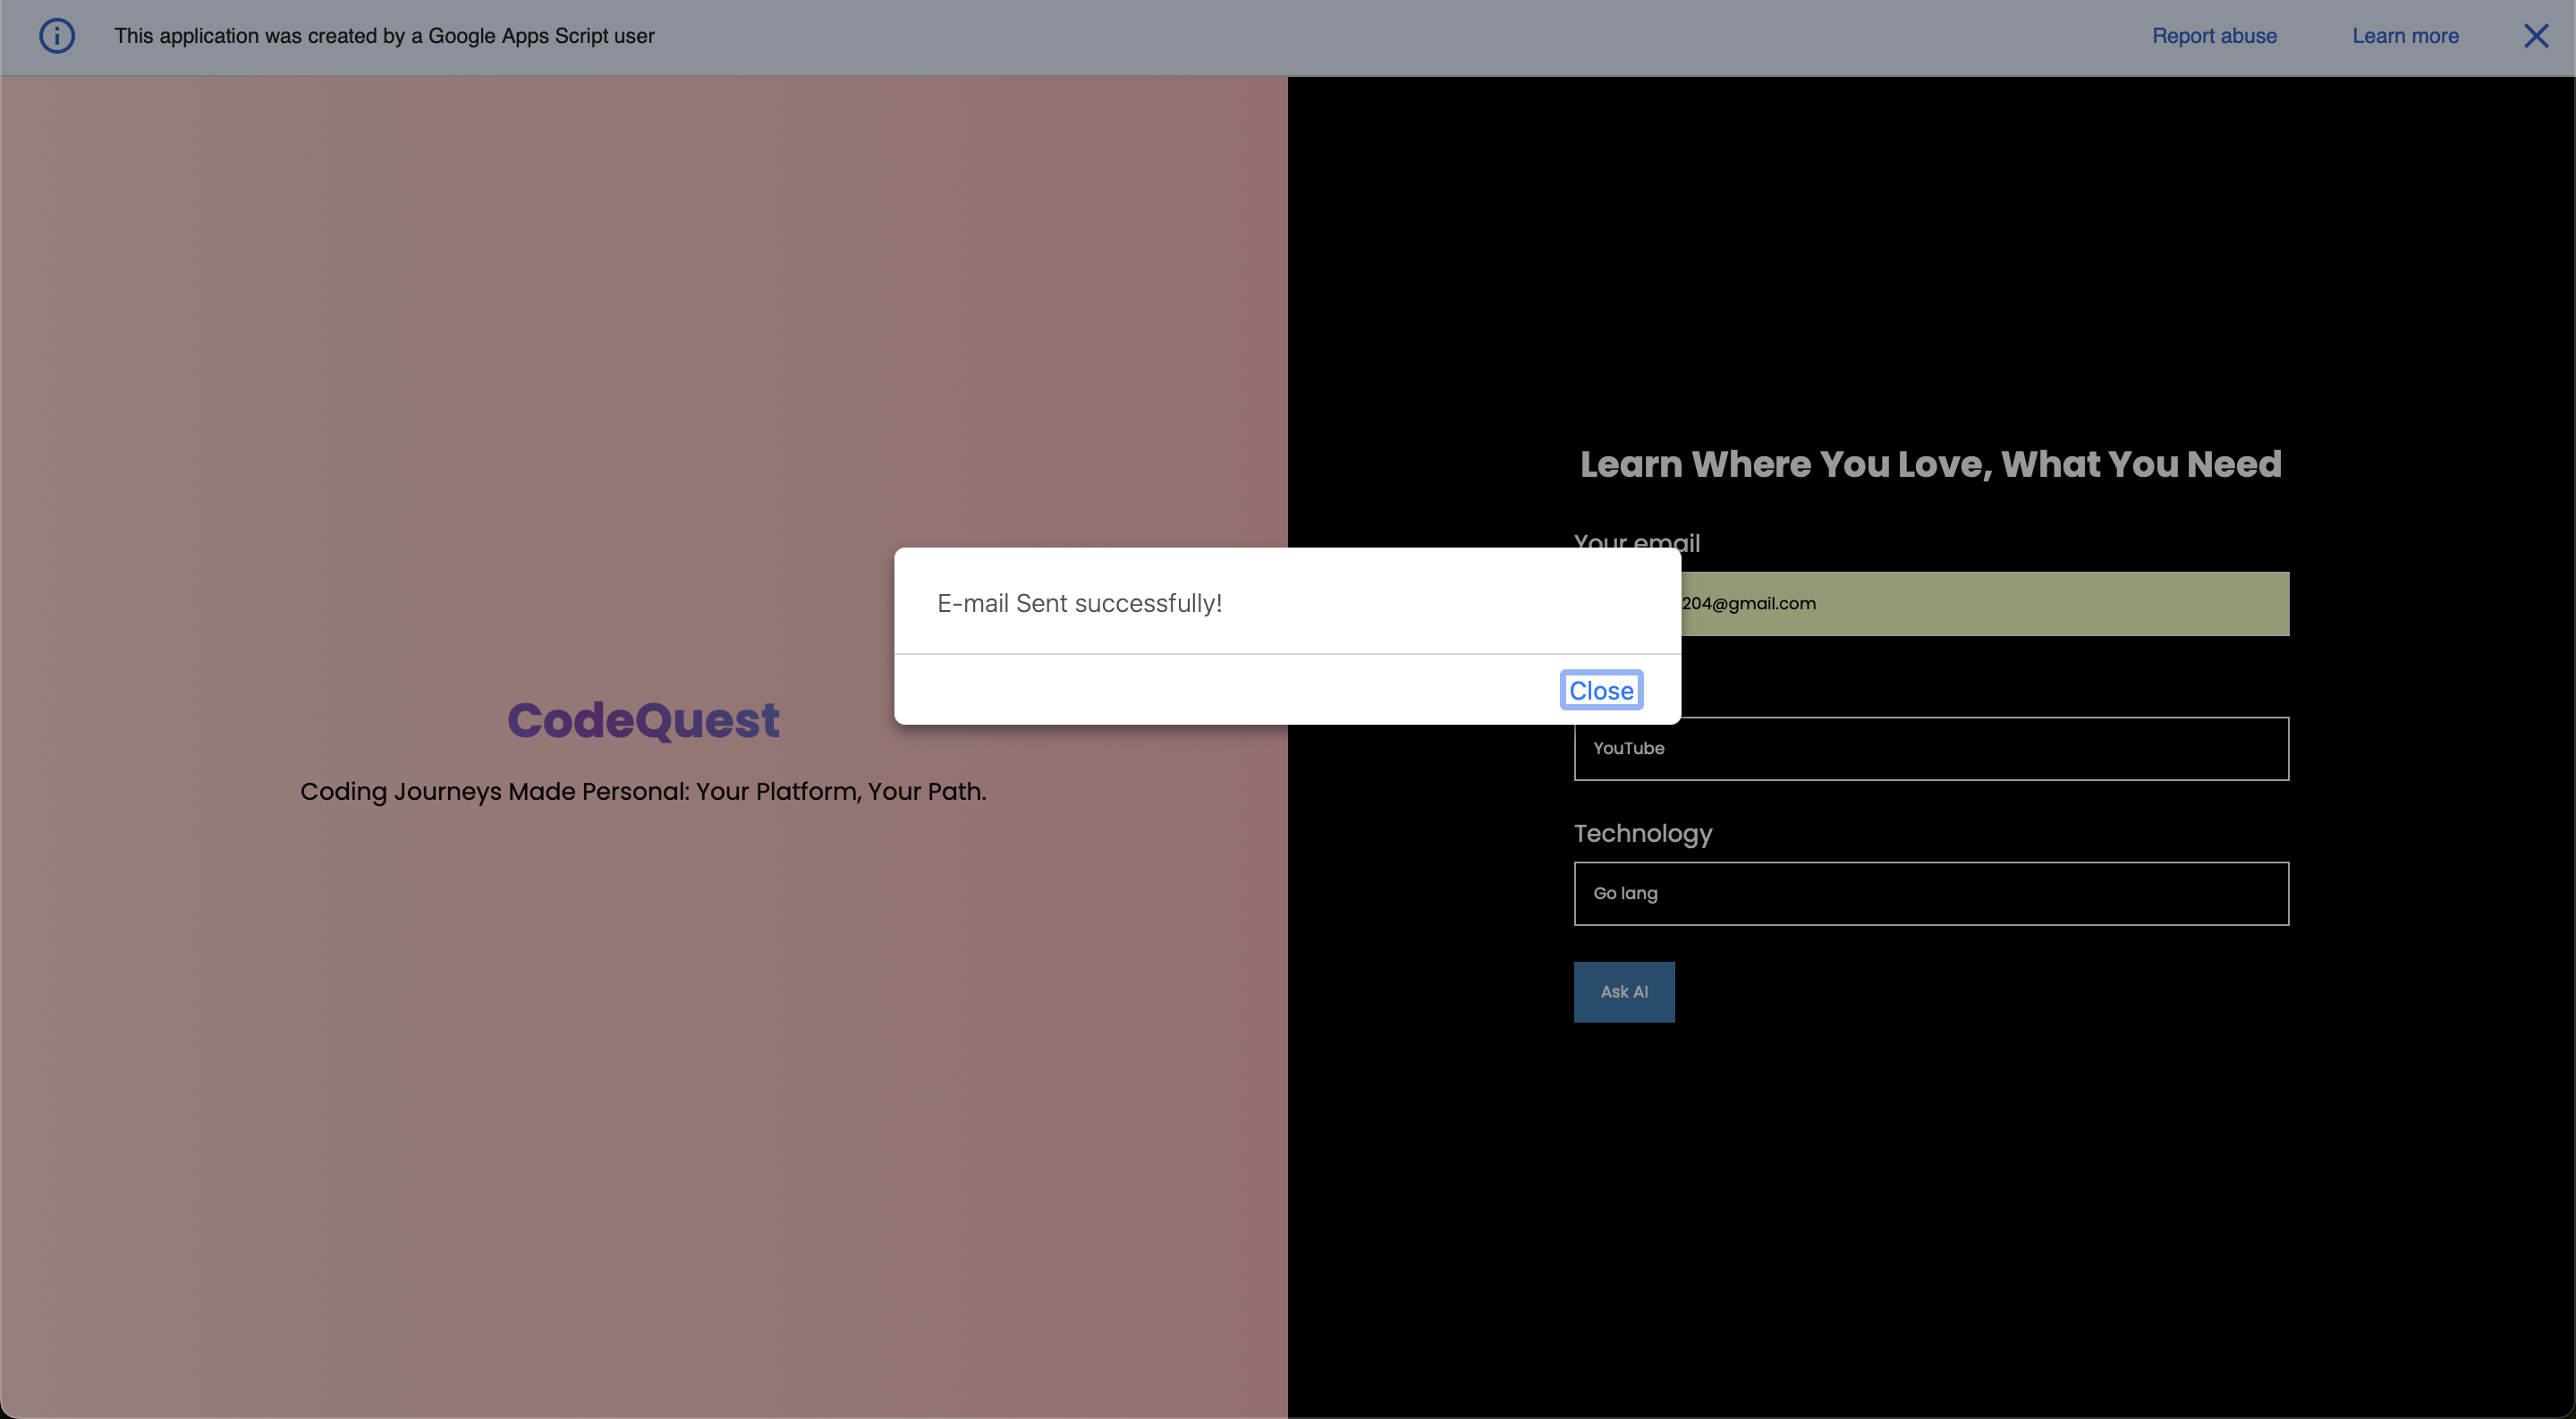 This application was created by a Google Apps Script user
Report abuse
Learn more
CodeQuest
Coding Journeys Made Personal: Your Platform, Your Path.
E-mail Sent successfully!
Close
Learn Where You Love, What You Need
Your email
204@gmail.com
YouTube
Technology
Go lang
Ask AI